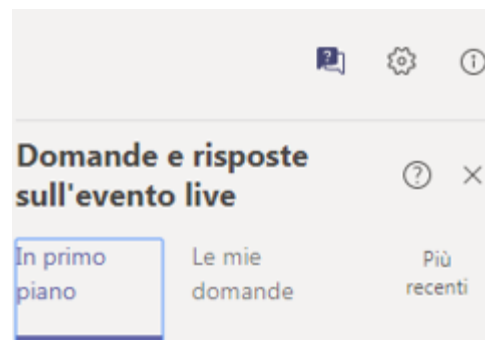 Domande e risposte
sull'evento live
In primo
piano
Le mie
domande
Più
recenti